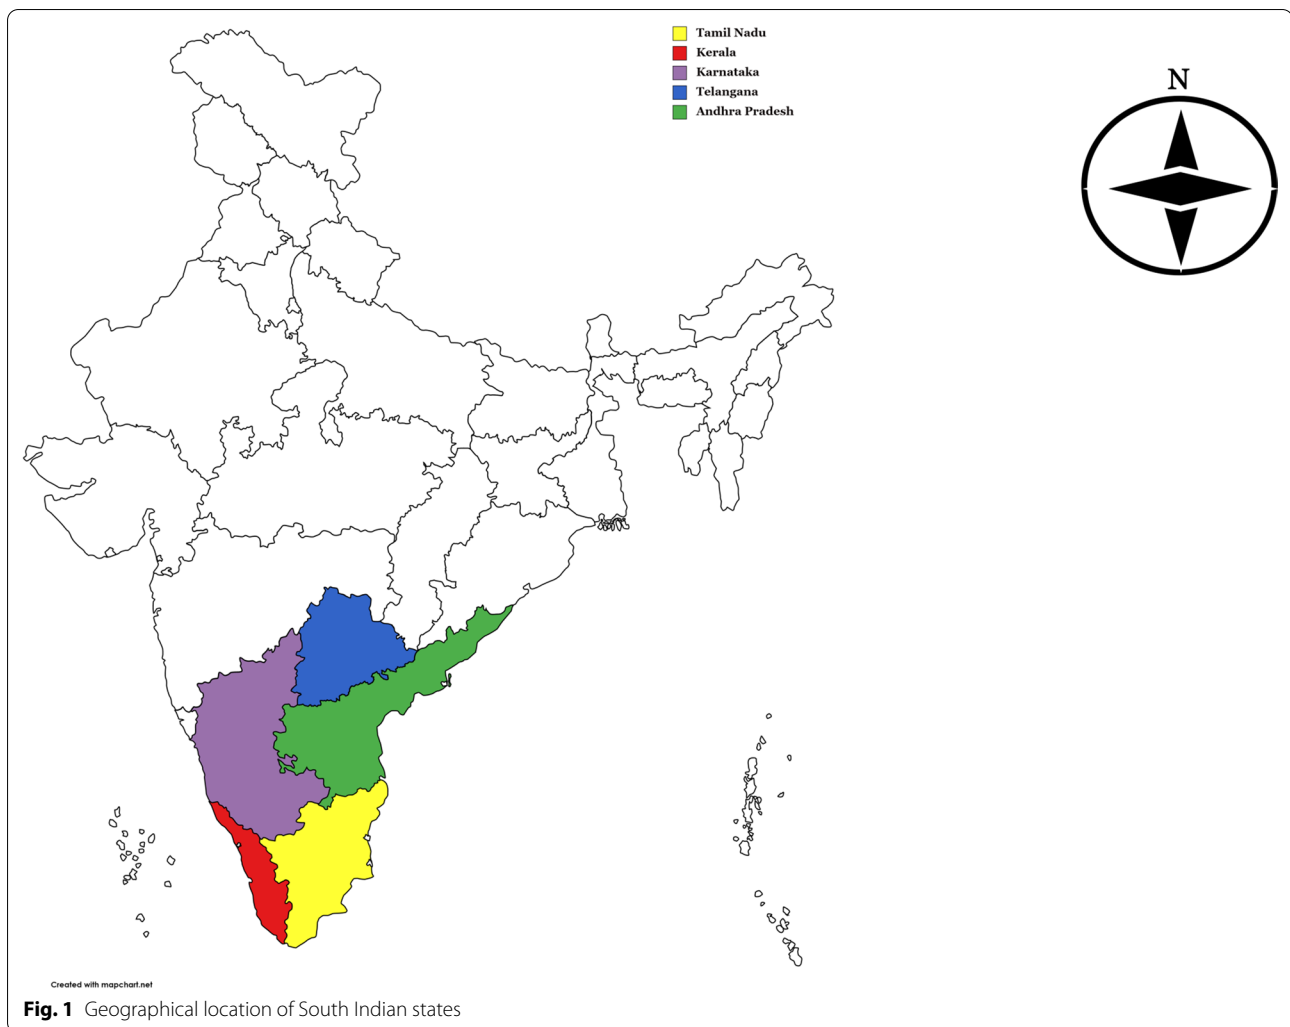 Tamil Nadu
Kerala
Karnataka
Telangana
Andhra Pradesh
N
Created with mapchart.net
Fig. 1 Geographical location of South Indian states